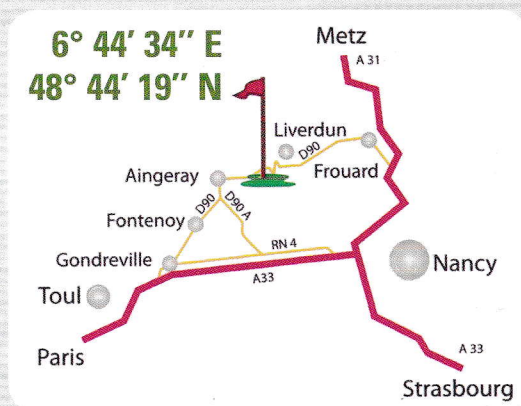 6° 44′ 34″ E
48° 44′ 19″ N
Metz
A 31
Liverdun
D90
Frouard
Aingeray
D90
D90 A
Fontenoy
RN 4
Gondreville
A33
Nancy
Toul
Paris
A 33
Strasbourg